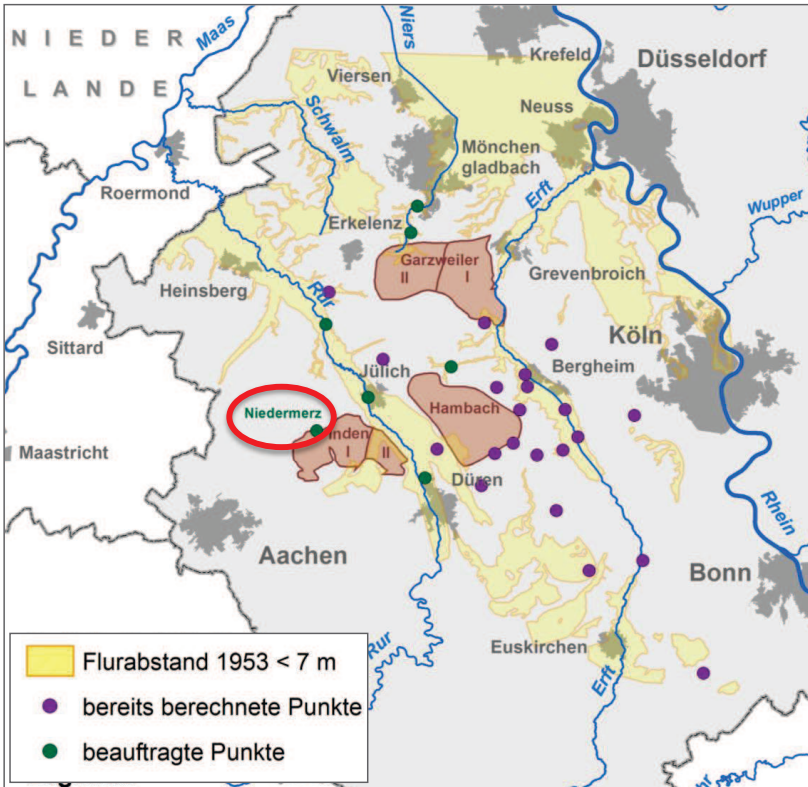 NIEDER
LANDE
Maas
Niers
Krefeld
Düsseldorf
Viersen
Neuss
Schwalm
Mönchen
gladbach
Roermond
Erft
Wupper
Erkelenz
Garzweiler
II I
Grevenbroich
Heinsberg
Rur
Sittard
Köln
Jülich
Bergheim
Niedermerz
Hambach
Inden
I II
Maastricht
Düren
Rhein
Aachen
Bonn
Euskirchen
Rur
Erft
Flurabstand 1953 < 7 m
bereits berechnete Punkte
beauftragte Punkte